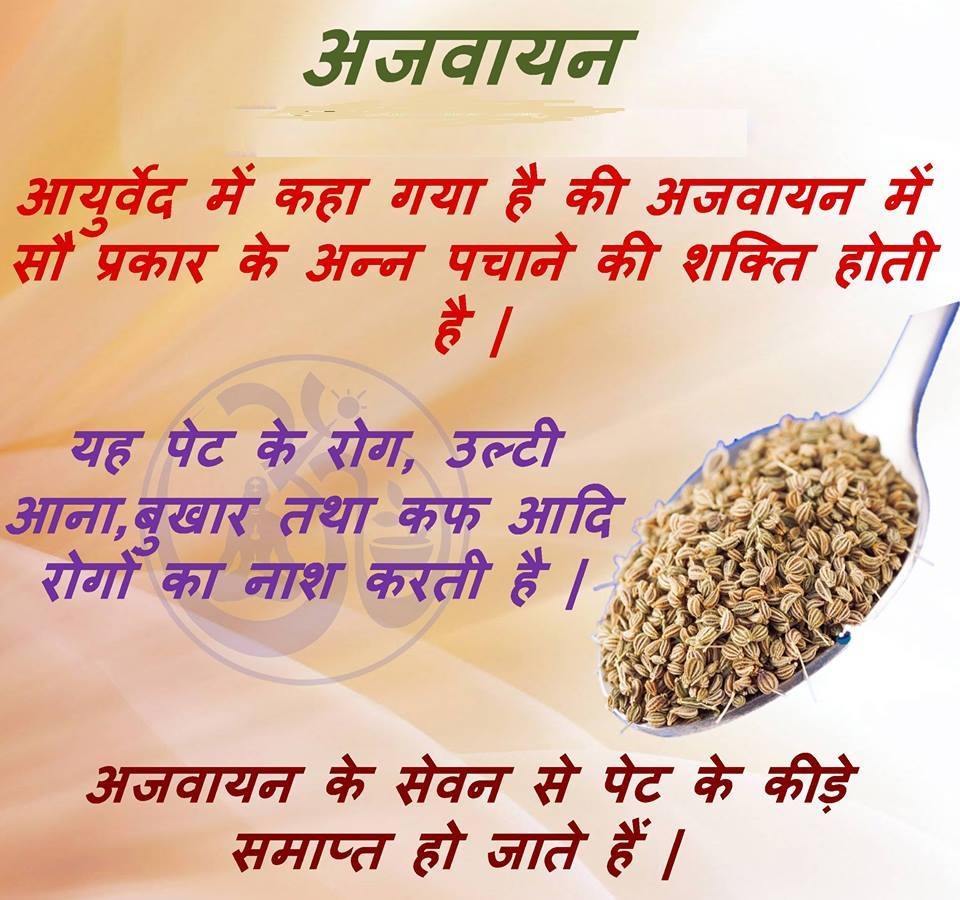 अजवायन
आयुर्वेद में कहा गया है की अजवायन में
सौ प्रकार के अन्न पचाने की शक्ति होती
है |
यह पेट के रोग, उल्टी
आना,बुखार तथा कफ आदि
रोगों का नाश करती है |
अजवायन के सेवन से पेट के कीड़े
समाप्त हो जाते हैं |